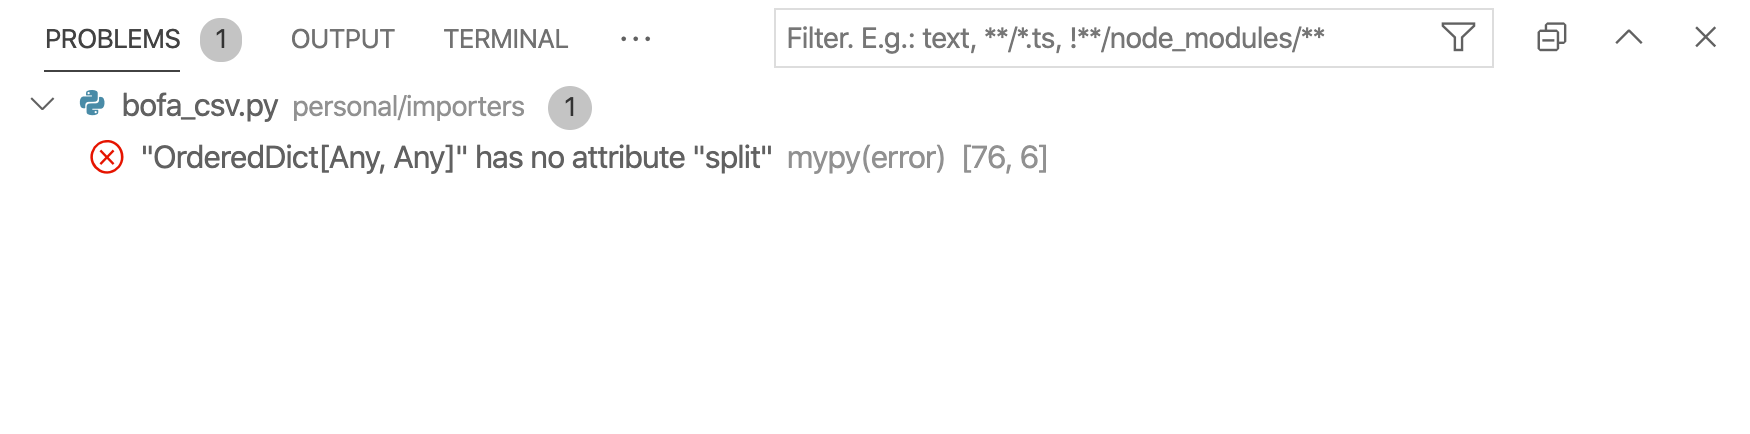 PROBLEMS 1 OUTPUT TERMINAL ··· Filter. E.g.: text, **/*.ts, !**/node_modules/**
bofa_csv.py personal/importers 1
"OrderedDict[Any, Any]" has no attribute "split" mypy(error) [76, 6]